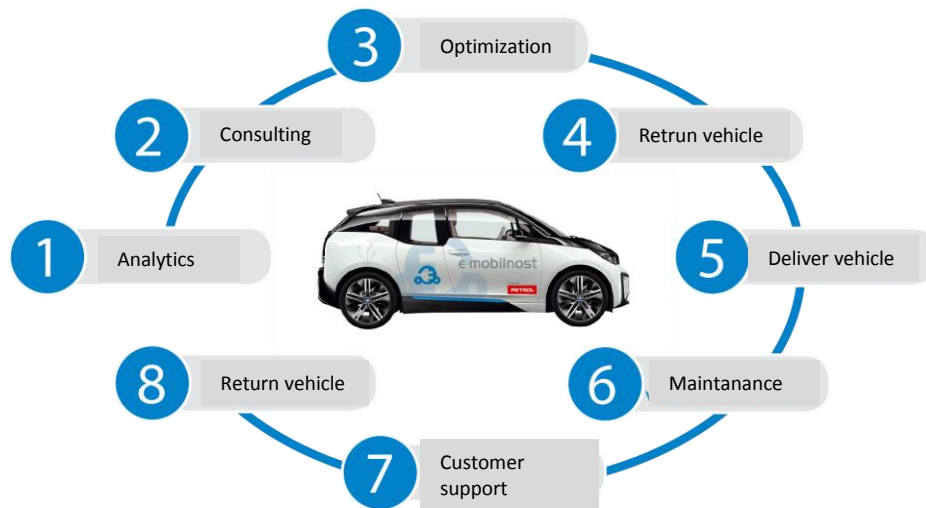 3
Optimization
2
Consulting
4
Retrun vehicle
1
Analytics
e-mobilnost
PETROL
5
Deliver vehicle
8
Return vehicle
6
Maintanance
7
Customer
support